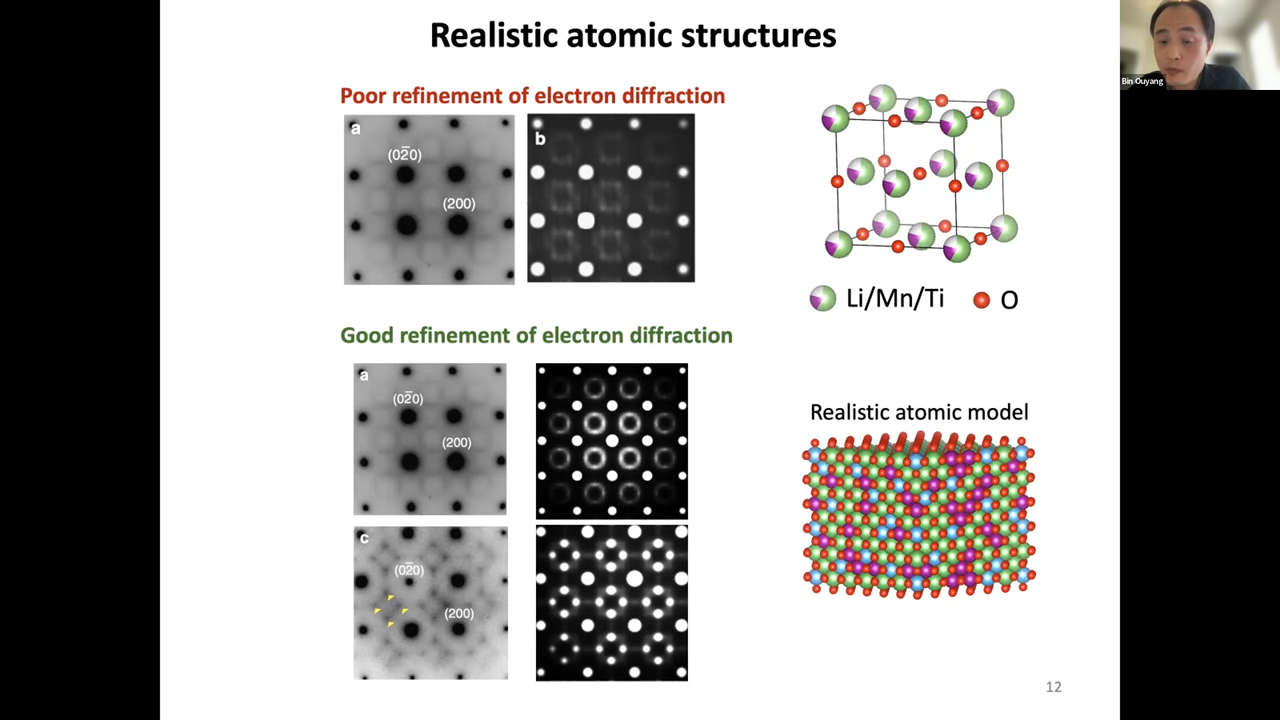 Realistic atomic structures
Bin Ouyang
Poor refinement of electron diffraction
a
(02̅0)
(200)
b
Li/Mn/Ti
O
Good refinement of electron diffraction
a
(02̅0)
(200)
c
(02̅0)
(200)
Realistic atomic model
12